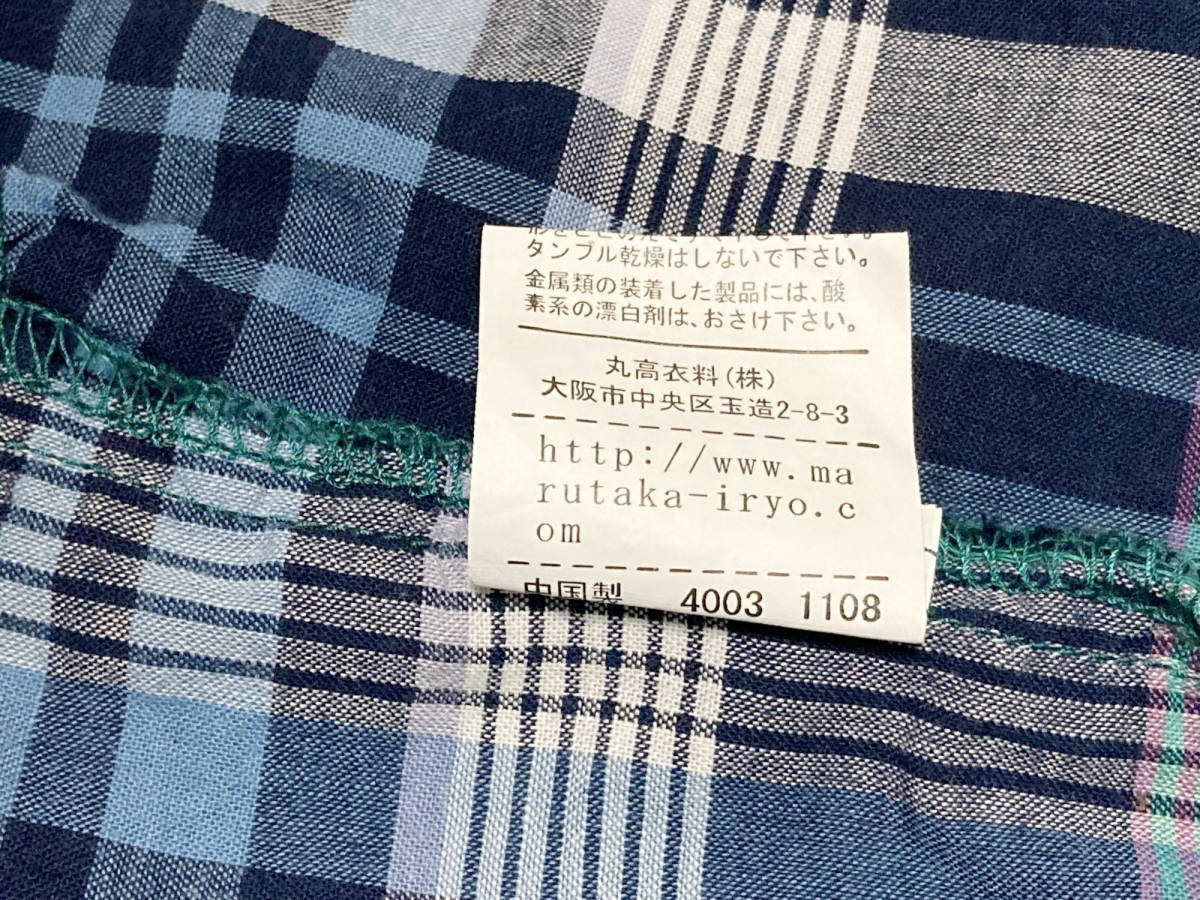 タンブル乾燥はしないで下さい。
金属類の装着した製品には、酸
素系の漂白剤は、おさけ下さい。
丸高衣料(株)
大阪市中央区玉造2-8-3
http://www.ma
rutaka-iryo.c
om
中国製 4003 1108